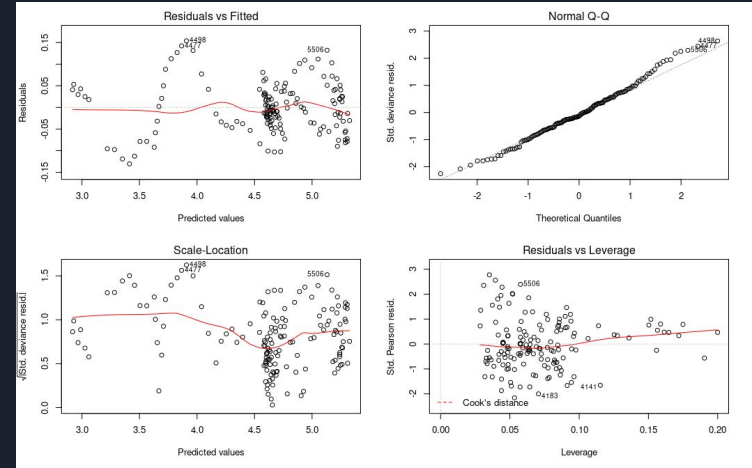 Residuals vs Fitted
Residuals
0.15
0.05
-0.05
-0.15
4498
4477
5506
3.0 3.5 4.0 4.5 5.0
Predicted values
Normal Q-Q
Std. deviance resid.
3
2
1
0
-1
-2
4498
4477
5506
-2 -1 0 1 2
Theoretical Quantiles
Scale-Location
√|Std. deviance resid.|
1.5
1.0
0.5
0.0
4498
4477
5506
3.0 3.5 4.0 4.5 5.0
Predicted values
Residuals vs Leverage
Std. Pearson resid.
3
2
1
0
-1
-2
5506
4141
4183
Cook's distance
0.00 0.05 0.10 0.15 0.20
Leverage